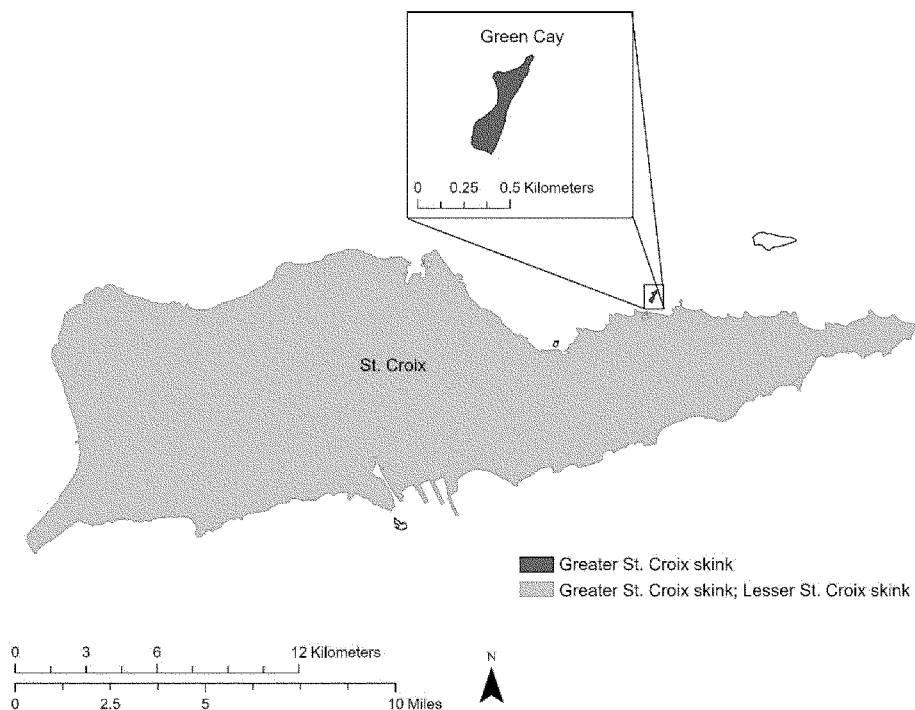 Green Cay
0 0.25 0.5 Kilometers
St. Croix
Greater St. Croix skink
Greater St. Croix skink; Lesser St. Croix skink
0 3 6 12 Kilometers
N
0 2.5 5 10 Miles